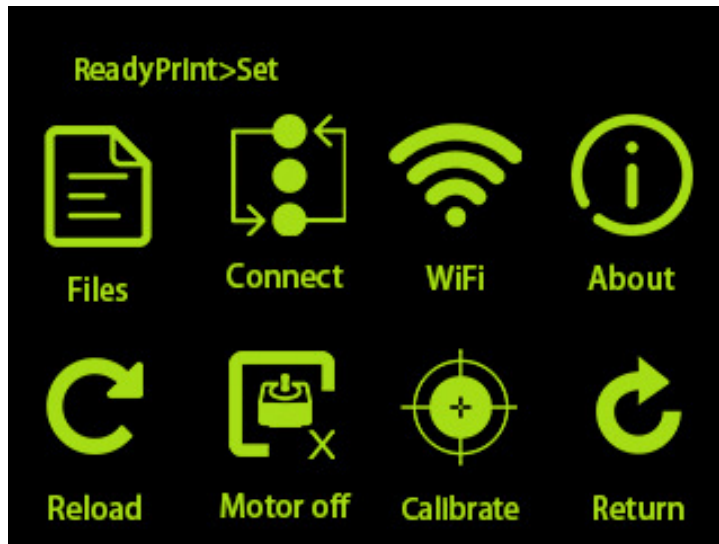 ReadyPrint>Set
Files Connect WiFi About
Reload Motor off Calibrate Return